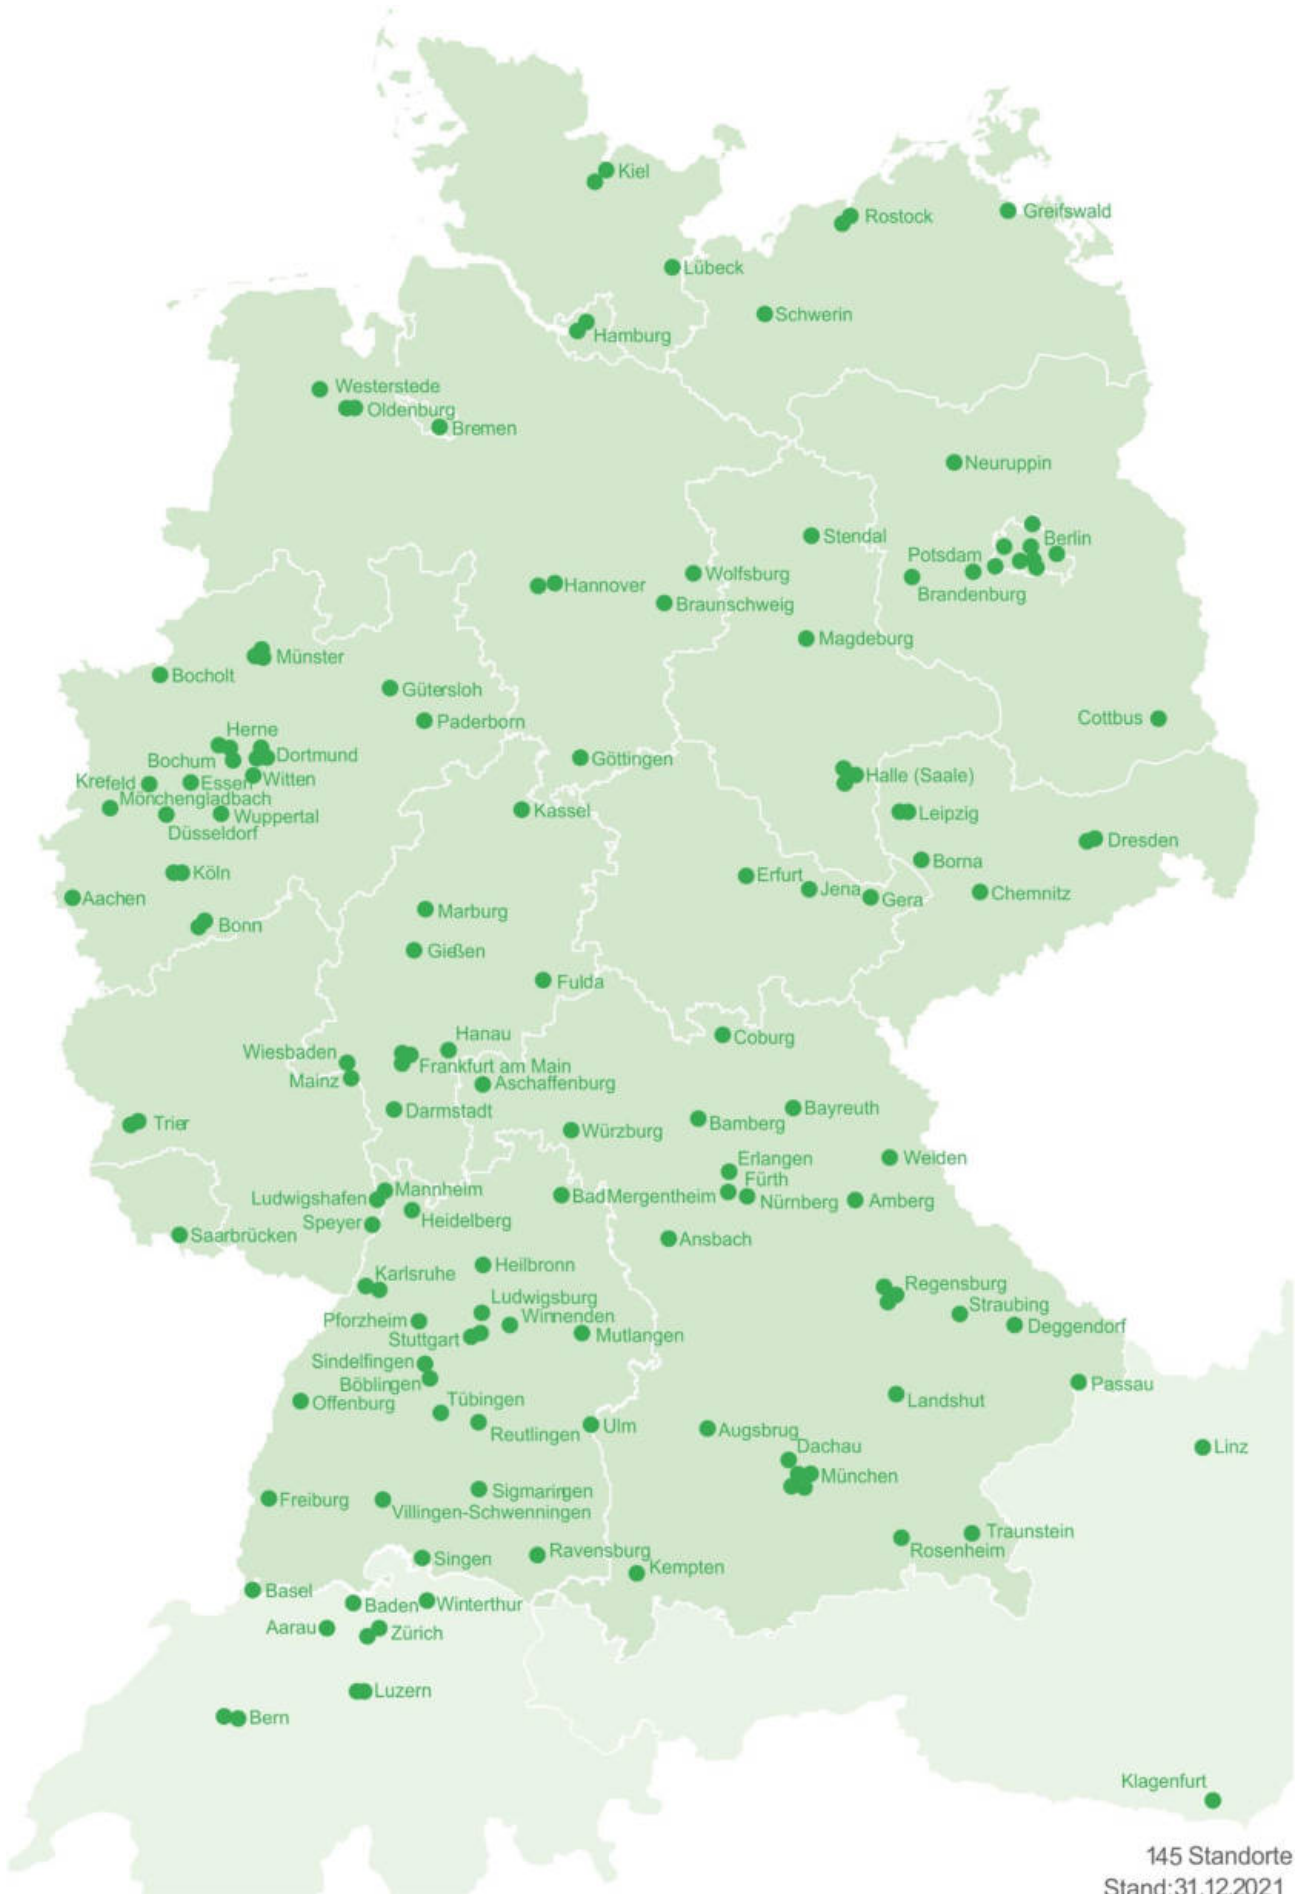 Kiel
Rostock
Greifswald
Lübeck
Schwerin
Hamburg
Westerstede
Oldenburg
Bremen
Neuruppin
Stendal
Berlin
Potsdam
Wolfsburg
Hannover
Brandenburg
Braunschweig
Magdeburg
Münster
Bocholt
Gütersloh
Paderborn
Cottbus
Herne
Dortmund
Bochum
Göttingen
Halle (Saale)
Krefeld
Essen
Witten
Mönchengladbach
Kassel
Leipzig
Wuppertal
Düsseldorf
Dresden
Borna
Köln
Erfurt
Jena
Gera
Chemnitz
Aachen
Marburg
Bonn
Gießen
Fulda
Hanau
Coburg
Wiesbaden
Frankfurt am Main
Mainz
Aschaffenburg
Darmstadt
Bayreuth
Trier
Bamberg
Würzburg
Erlangen
Weiden
Fürth
Mannheim
Ludwigshafen
Bad Mergentheim
Nürnberg
Amberg
Speyer
Heidelberg
Saarbrücken
Ansbach
Heilbronn
Karlsruhe
Regensburg
Ludwigsburg
Straubing
Winnenden
Pforzheim
Deggendorf
Stuttgart
Mutlangen
Sindelfingen
Böblingen
Passau
Offenburg
Tübingen
Landshut
Reutlingen
Ulm
Augsbrug
Dachau
Linz
München
Sigmaringen
Freiburg
Villingen-Schwenningen
Traunstein
Rosenheim
Singen
Ravensburg
Kempten
Basel
Baden
Winterthur
Aarau
Zürich
Luzern
Bern
Klagenfurt
145 Standorte
Stand:31.12.2021